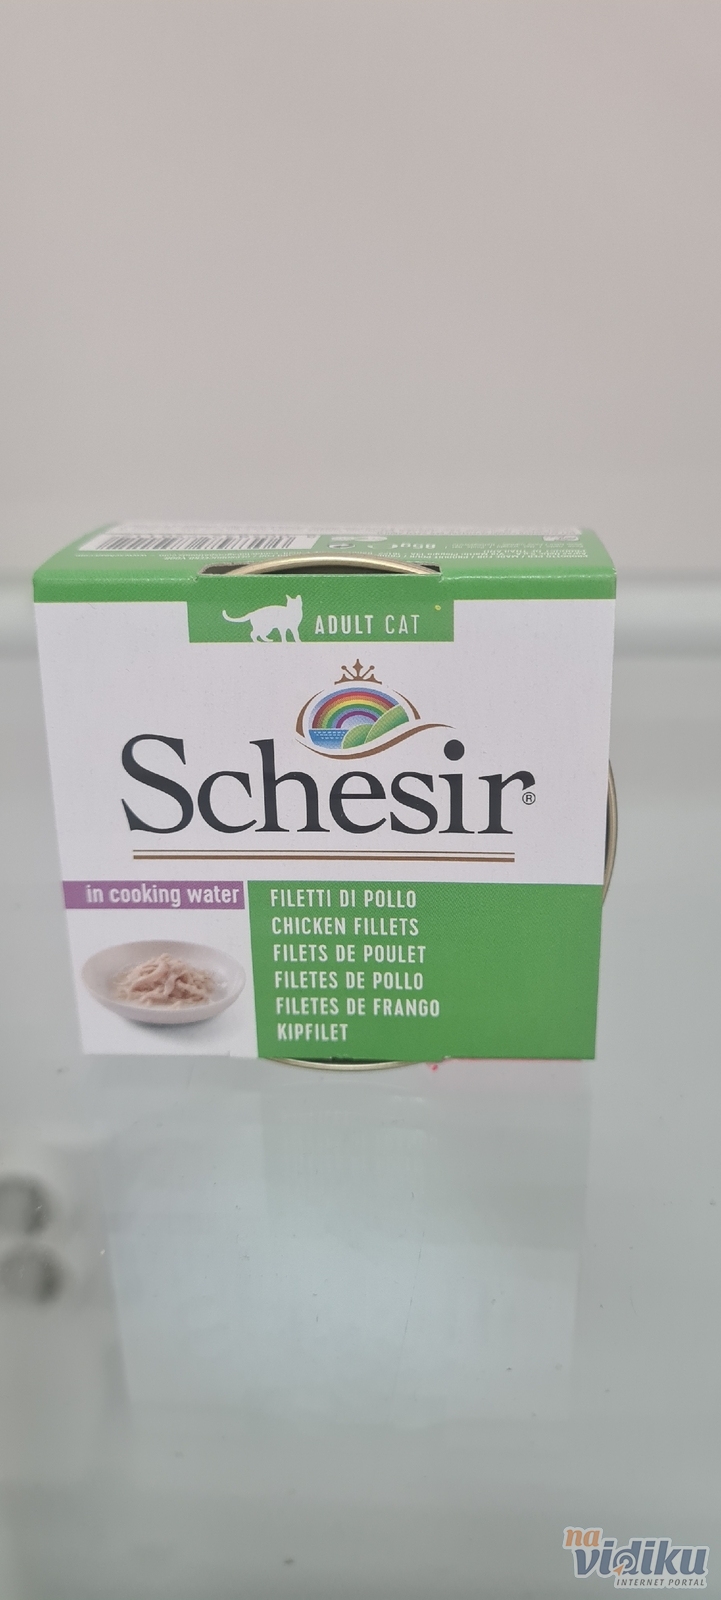 85g
ADULT CAT
Schesir®
in cooking water
FILETTI DI POLLO
CHICKEN FILLETS
FILETS DE POULET
FILETES DE POLLO
FILETES DE FRANGO
KIPFILET
na
vidiku
INTERNET PORTAL